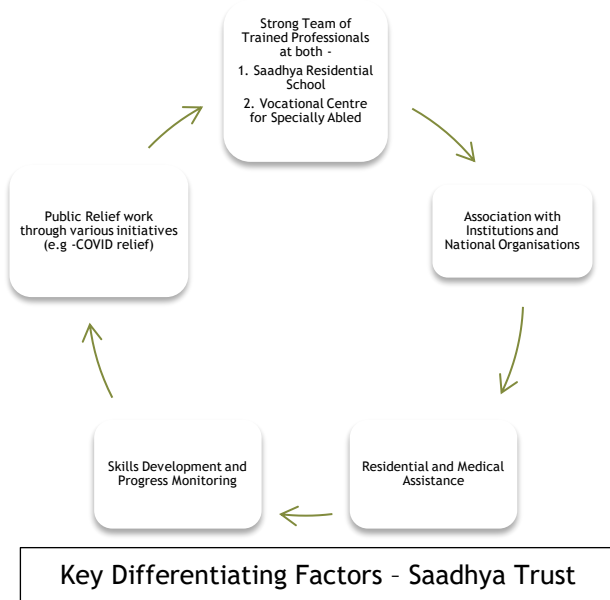 Strong Team of
Trained Professionals
at both -
1. Saadhya Residential
School
2. Vocational Centre
for Specially Abled
Association with
Institutions and
National Organisations
Residential and Medical
Assistance
Skills Development and
Progress Monitoring
Public Relief work
through various initiatives
(e.g -COVID relief)
Key Differentiating Factors – Saadhya Trust